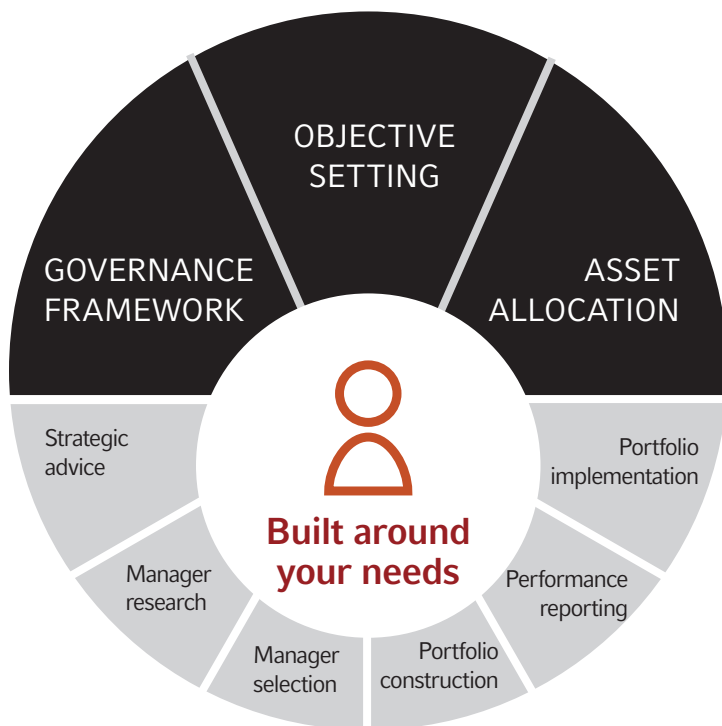 OBJECTIVE
SETTING
GOVERNANCE
FRAMEWORK
ASSET
ALLOCATION
Strategic
advice
Manager
research
Manager
selection
Portfolio
construction
Performance
reporting
Portfolio
implementation
Built around
your needs